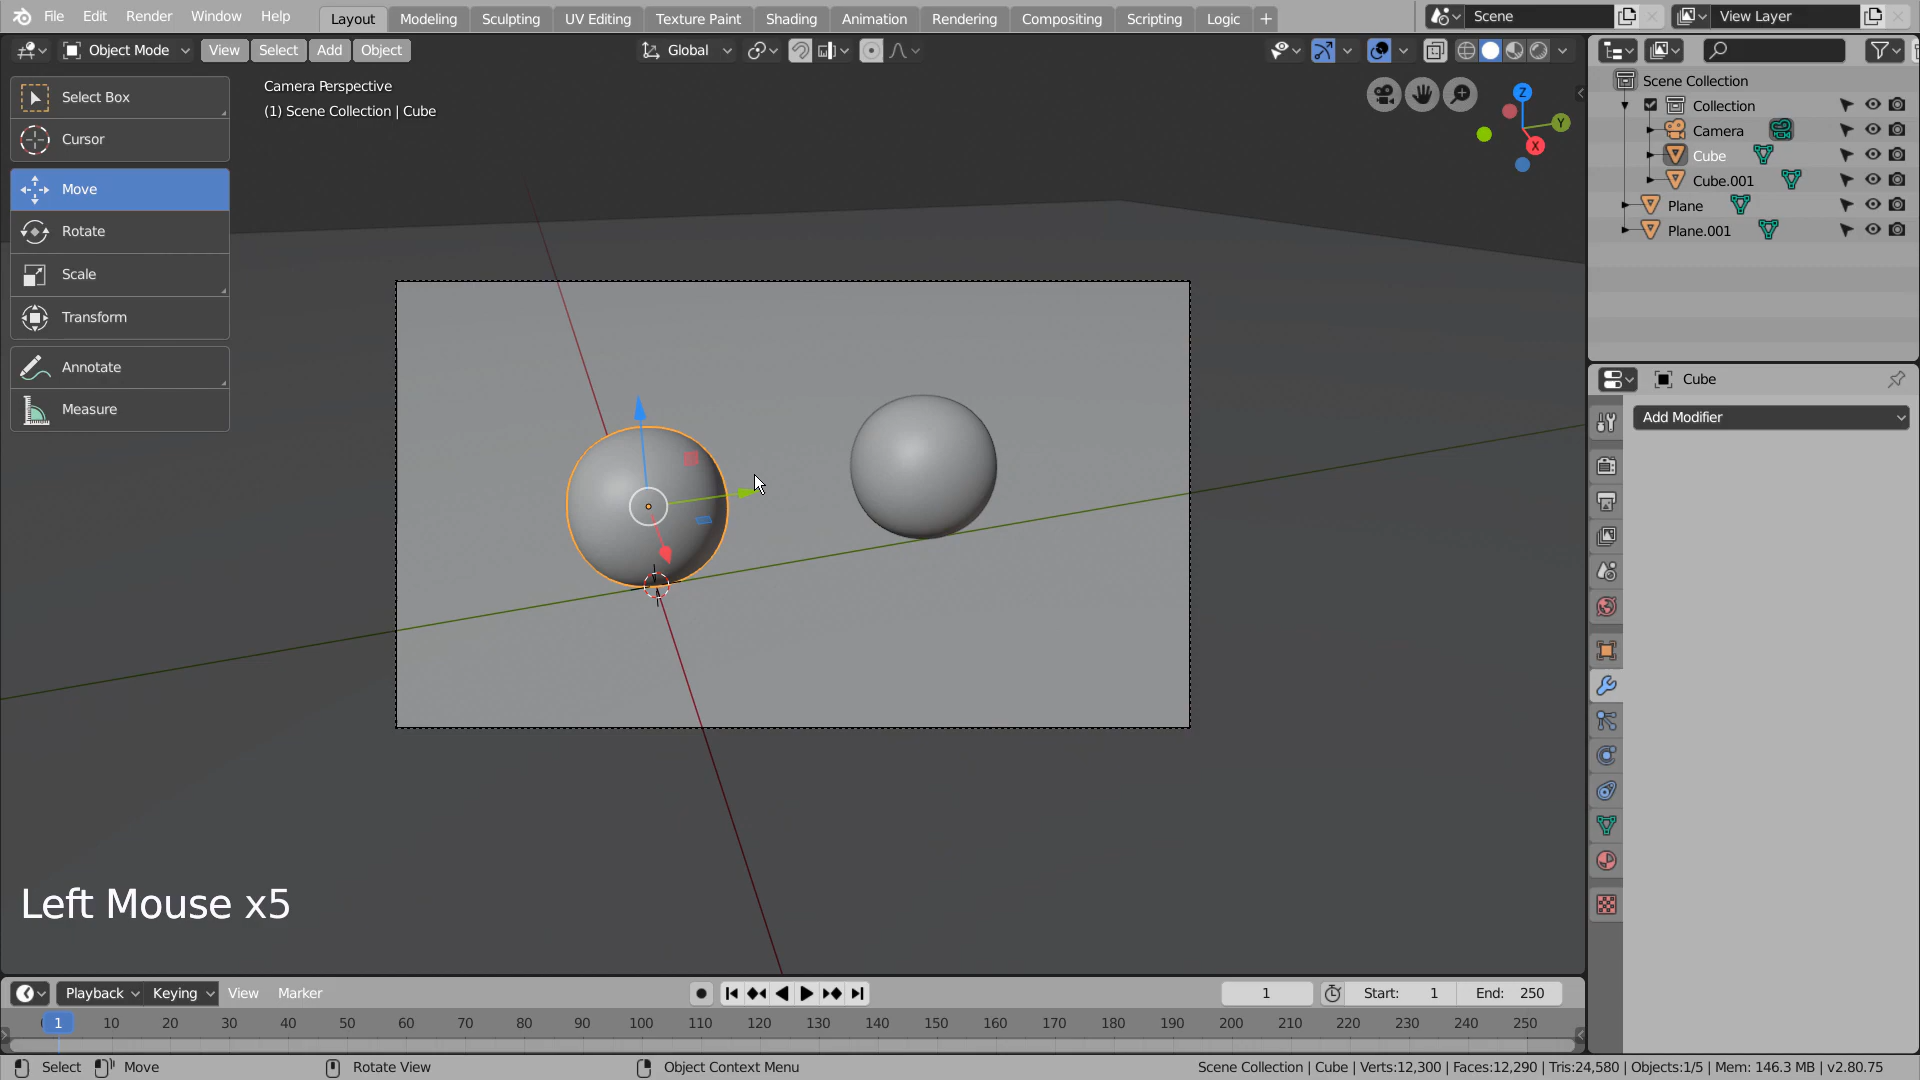 File Edit Render Window Help Layout Modeling Sculpting UV Editing Texture Paint Shading Animation Rendering Compositing Scripting Logic + Scene View Layer
Object Mode View Select Add Object Global
Select Box
Cursor
Move
Rotate
Scale
Transform
Annotate
Measure
Camera Perspective
(1) Scene Collection | Cube
Z
Y
X
Scene Collection
Collection
Camera
Cube
Cube.001
Plane
Plane.001
Cube
Add Modifier
Left Mouse x5
Playback Keying View Marker 1 Start: 1 End: 250
1 10 20 30 40 50 60 70 80 90 100 110 120 130 140 150 160 170 180 190 200 210 220 230 240 250
Select Move Rotate View Object Context Menu Scene Collection | Cube | Verts:12,300 | Faces:12,290 | Tris:24,580 | Objects:1/5 | Mem: 146.3 MB | v2.80.75